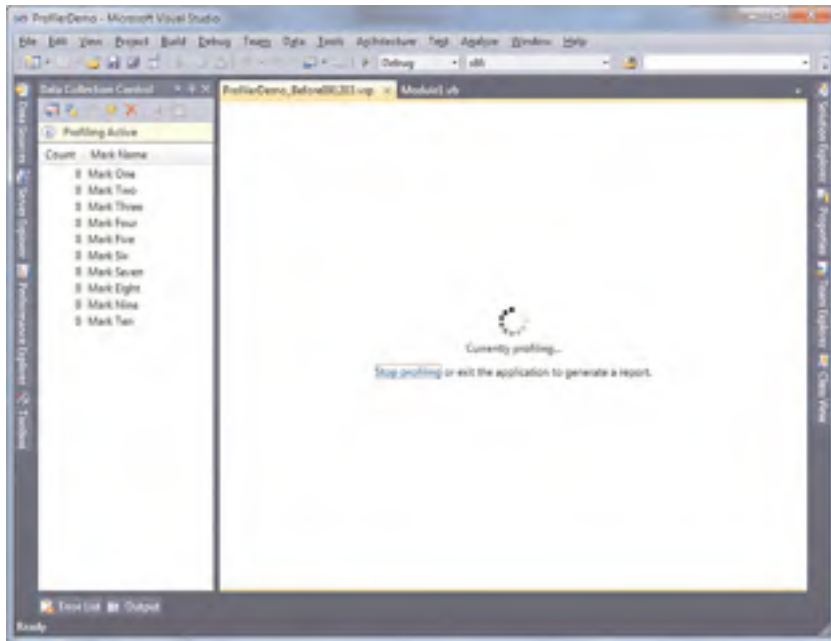 ProfilerDemo - Microsoft Visual Studio
File Edit View Project Build Debug Team Data Tools Architecture Test Analyze Window Help
Debug x86
Data Collection Control
ProfilerDemo_Before Module1.vb
Profiling Active
Count Mark Name
0 Mark One
0 Mark Two
0 Mark Three
0 Mark Four
0 Mark Five
0 Mark Six
0 Mark Seven
0 Mark Eight
0 Mark Nine
0 Mark Ten
Currently profiling...
Stop profiling or exit the application to generate a report.
Data Sources
Server Explorer
Performance Explorer
Toolbox
Solution Explorer
Properties
Team Explorer
Class View
Error List Output
Ready